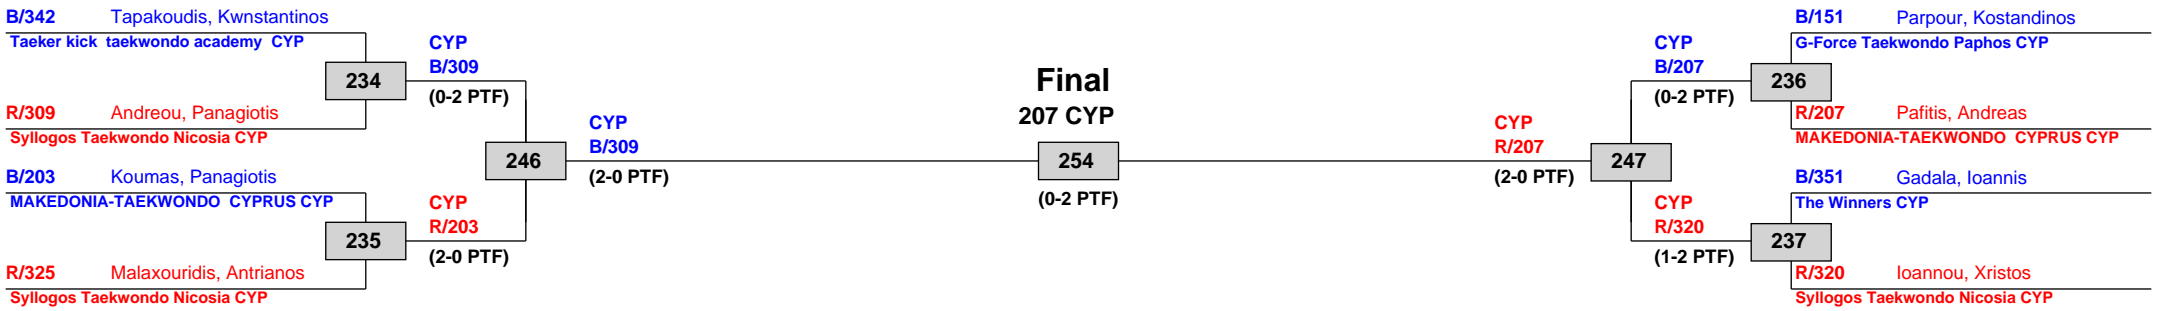 B/342 Tapakoudis, Kwnstantinos
Taeker kick taekwondo academy CYP
234
R/309 Andreou, Panagiotis
Syllogos Taekwondo Nicosia CYP
CYP
B/309
(0-2 PTF)
B/203 Koumas, Panagiotis
MAKEDONIA-TAEKWONDO CYPRUS CYP
235
R/325 Malaxouridis, Antrianos
Syllogos Taekwondo Nicosia CYP
CYP
R/203
(2-0 PTF)
246
CYP
B/309
(2-0 PTF)
Final
207 CYP
254
(0-2 PTF)
CYP
R/207
(2-0 PTF)
247
CYP
B/207
(0-2 PTF)
B/151 Parpour, Kostandinos
G-Force Taekwondo Paphos CYP
236
R/207 Pafitis, Andreas
MAKEDONIA-TAEKWONDO CYPRUS CYP
CYP
R/320
(1-2 PTF)
B/351 Gadala, Ioannis
The Winners CYP
237
R/320 Ioannou, Xristos
Syllogos Taekwondo Nicosia CYP